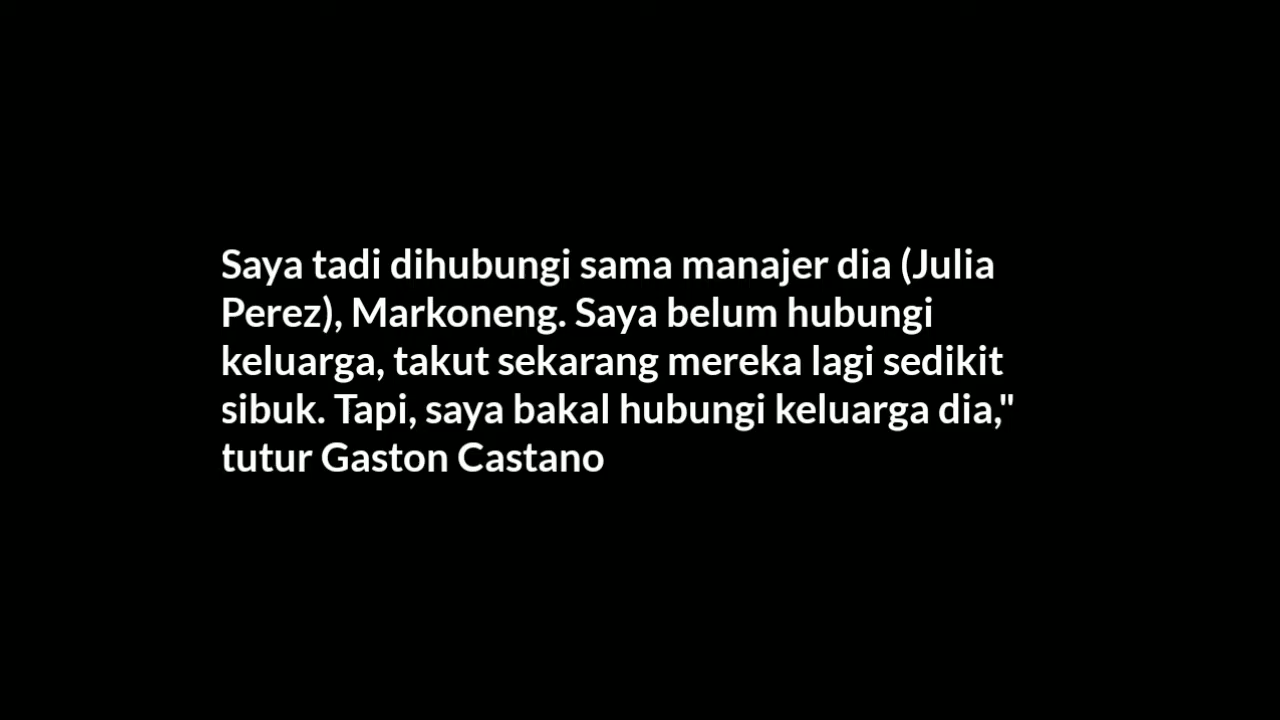 Saya tadi dihubungi sama manajer dia (Julia
Perez), Markoneng. Saya belum hubungi
keluarga, takut sekarang mereka lagi sedikit
sibuk. Tapi, saya bakal hubungi keluarga dia,"
tutur Gaston Castano